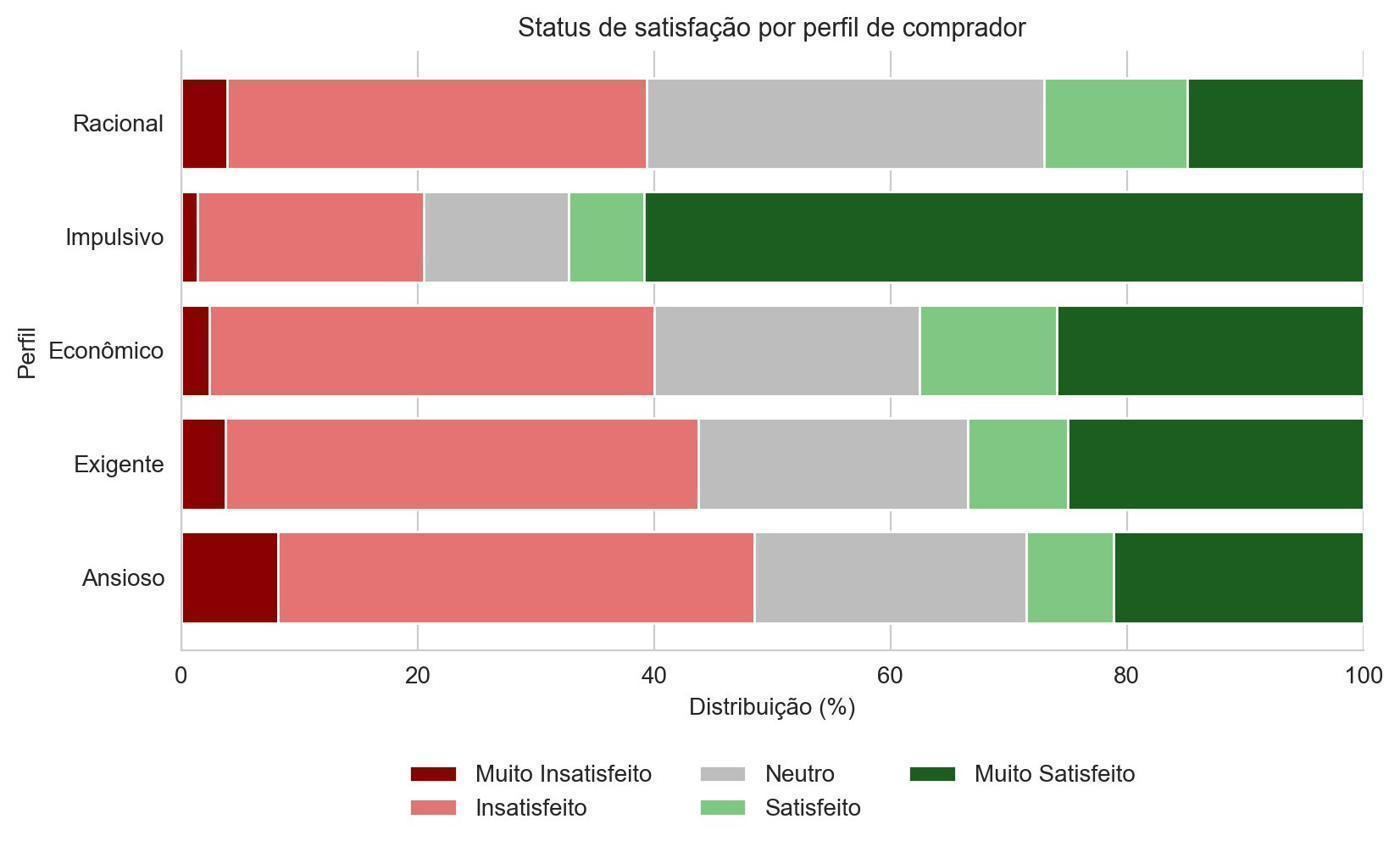 Status de satisfação por perfil de comprador
Racional
Impulsivo
Econômico
Exigente
Ansioso
Perfil
0 20 40 60 80 100
Distribuição (%)
Muito Insatisfeito Neutro Muito Satisfeito
Insatisfeito Satisfeito